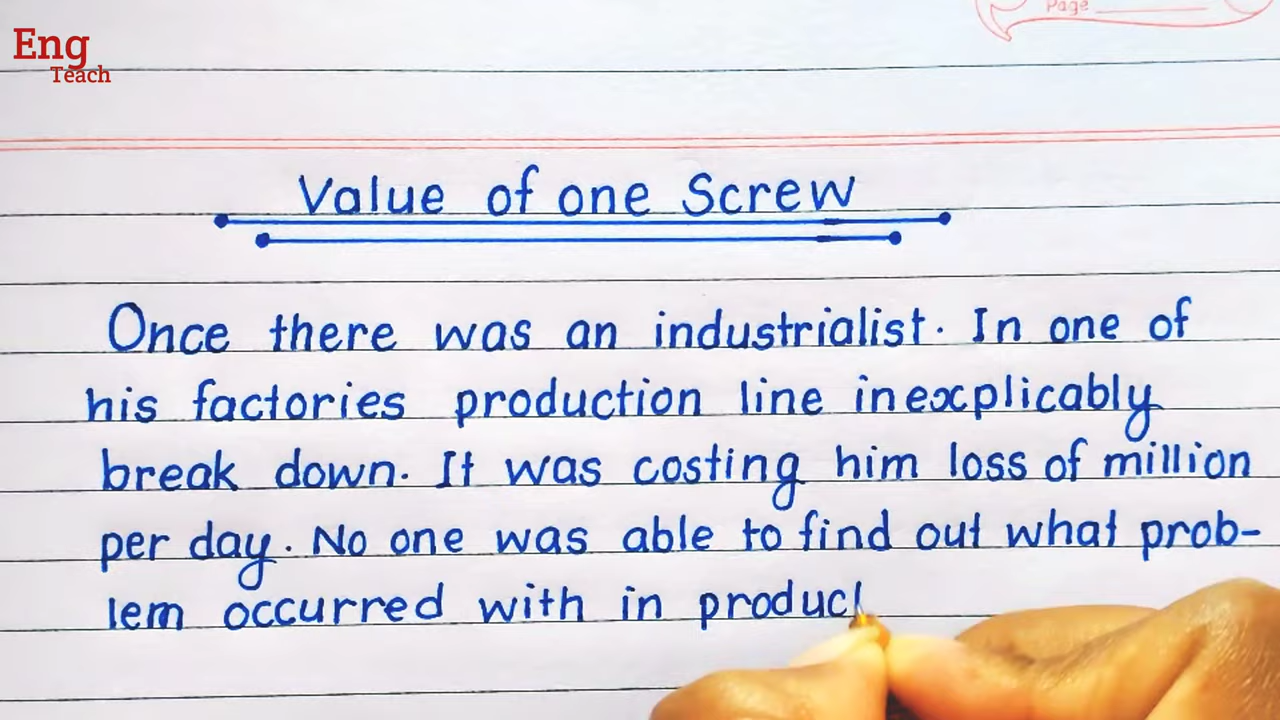 Page
Eng
Teach
Value of one Screw
Once there was an industrialist. In one of
his factories production line inexplicably
break down. It was costing him loss of million
per day. No one was able to find out what prob-
lem occurred with in produc